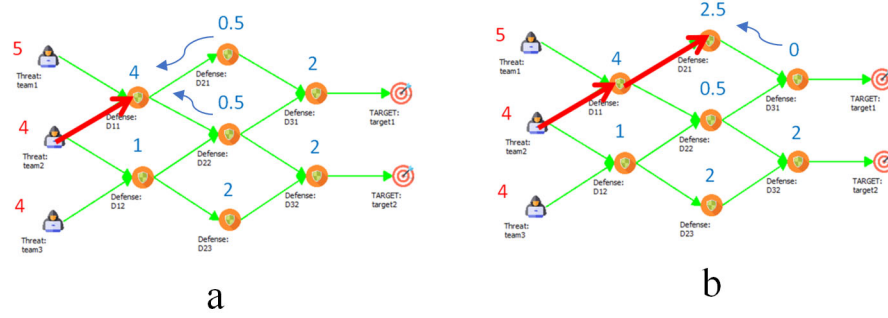 0.5
5
4
2
Threat:
team1
Defense:
D21
0.5
TARGET:
target1
Defense:
D11
Defense:
D31
4
Threat:
team2
1
2
Defense:
D22
2
TARGET:
target2
Defense:
D12
Defense:
D32
4
Threat:
team3
Defense:
D23
a
2.5
5
4
0
Threat:
team1
Defense:
D21
0.5
TARGET:
target1
Defense:
D11
Defense:
D31
4
Threat:
team2
1
2
Defense:
D22
2
TARGET:
target2
Defense:
D12
Defense:
D32
4
Threat:
team3
Defense:
D23
b